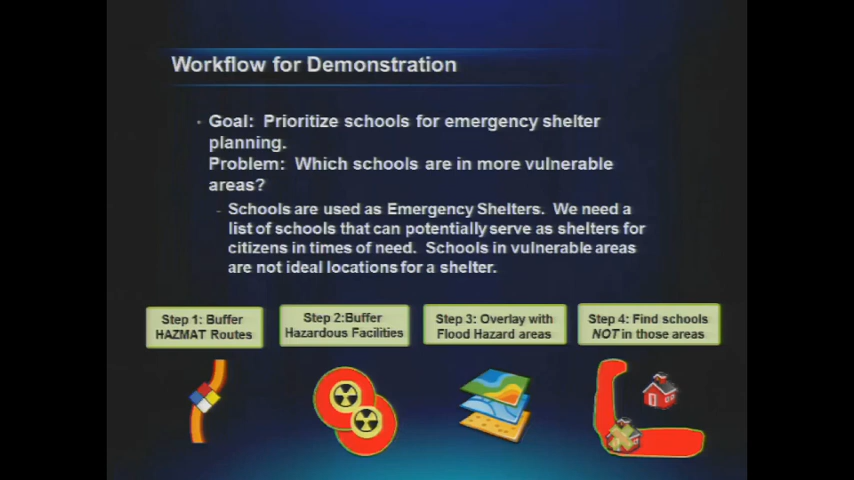 Workflow for Demonstration
· Goal: Prioritize schools for emergency shelter
planning.
Problem: Which schools are in more vulnerable
areas?
- Schools are used as Emergency Shelters. We need a
list of schools that can potentially serve as shelters for
citizens in times of need. Schools in vulnerable areas
are not ideal locations for a shelter.
Step 1: Buffer
HAZMAT Routes
Step 2:Buffer
Hazardous Facilities
Step 3: Overlay with
Flood Hazard areas
Step 4: Find schools
NOT in those areas